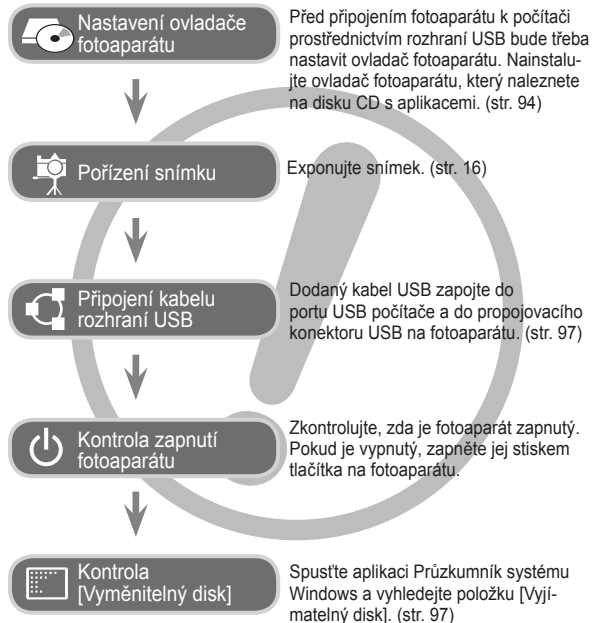 Nastavení ovladače
fotoaparátu
Před připojením fotoaparátu k počítači
prostřednictvím rozhraní USB bude třeba
nastavit ovladač fotoaparátu. Nainstalu-
jte ovladač fotoaparátu, který naleznete
na disku CD s aplikacemi. (str. 94)
Pořízení snímku
Exponujte snímek. (str. 16)
Připojení kabelu
rozhraní USB
Dodaný kabel USB zapojte do
portu USB počítače a do propojovacího
konektoru USB na fotoaparátu. (str. 97)
Kontrola zapnutí
fotoaparátu
Zkontrolujte, zda je fotoaparát zapnutý.
Pokud je vypnutý, zapněte jej stiskem
tlačítka na fotoaparátu.
Kontrola
[Vyměnitelný disk]
Spusťte aplikaci Průzkumník systému
Windows a vyhledejte položku [Vyjí-
matelný disk]. (str. 97)